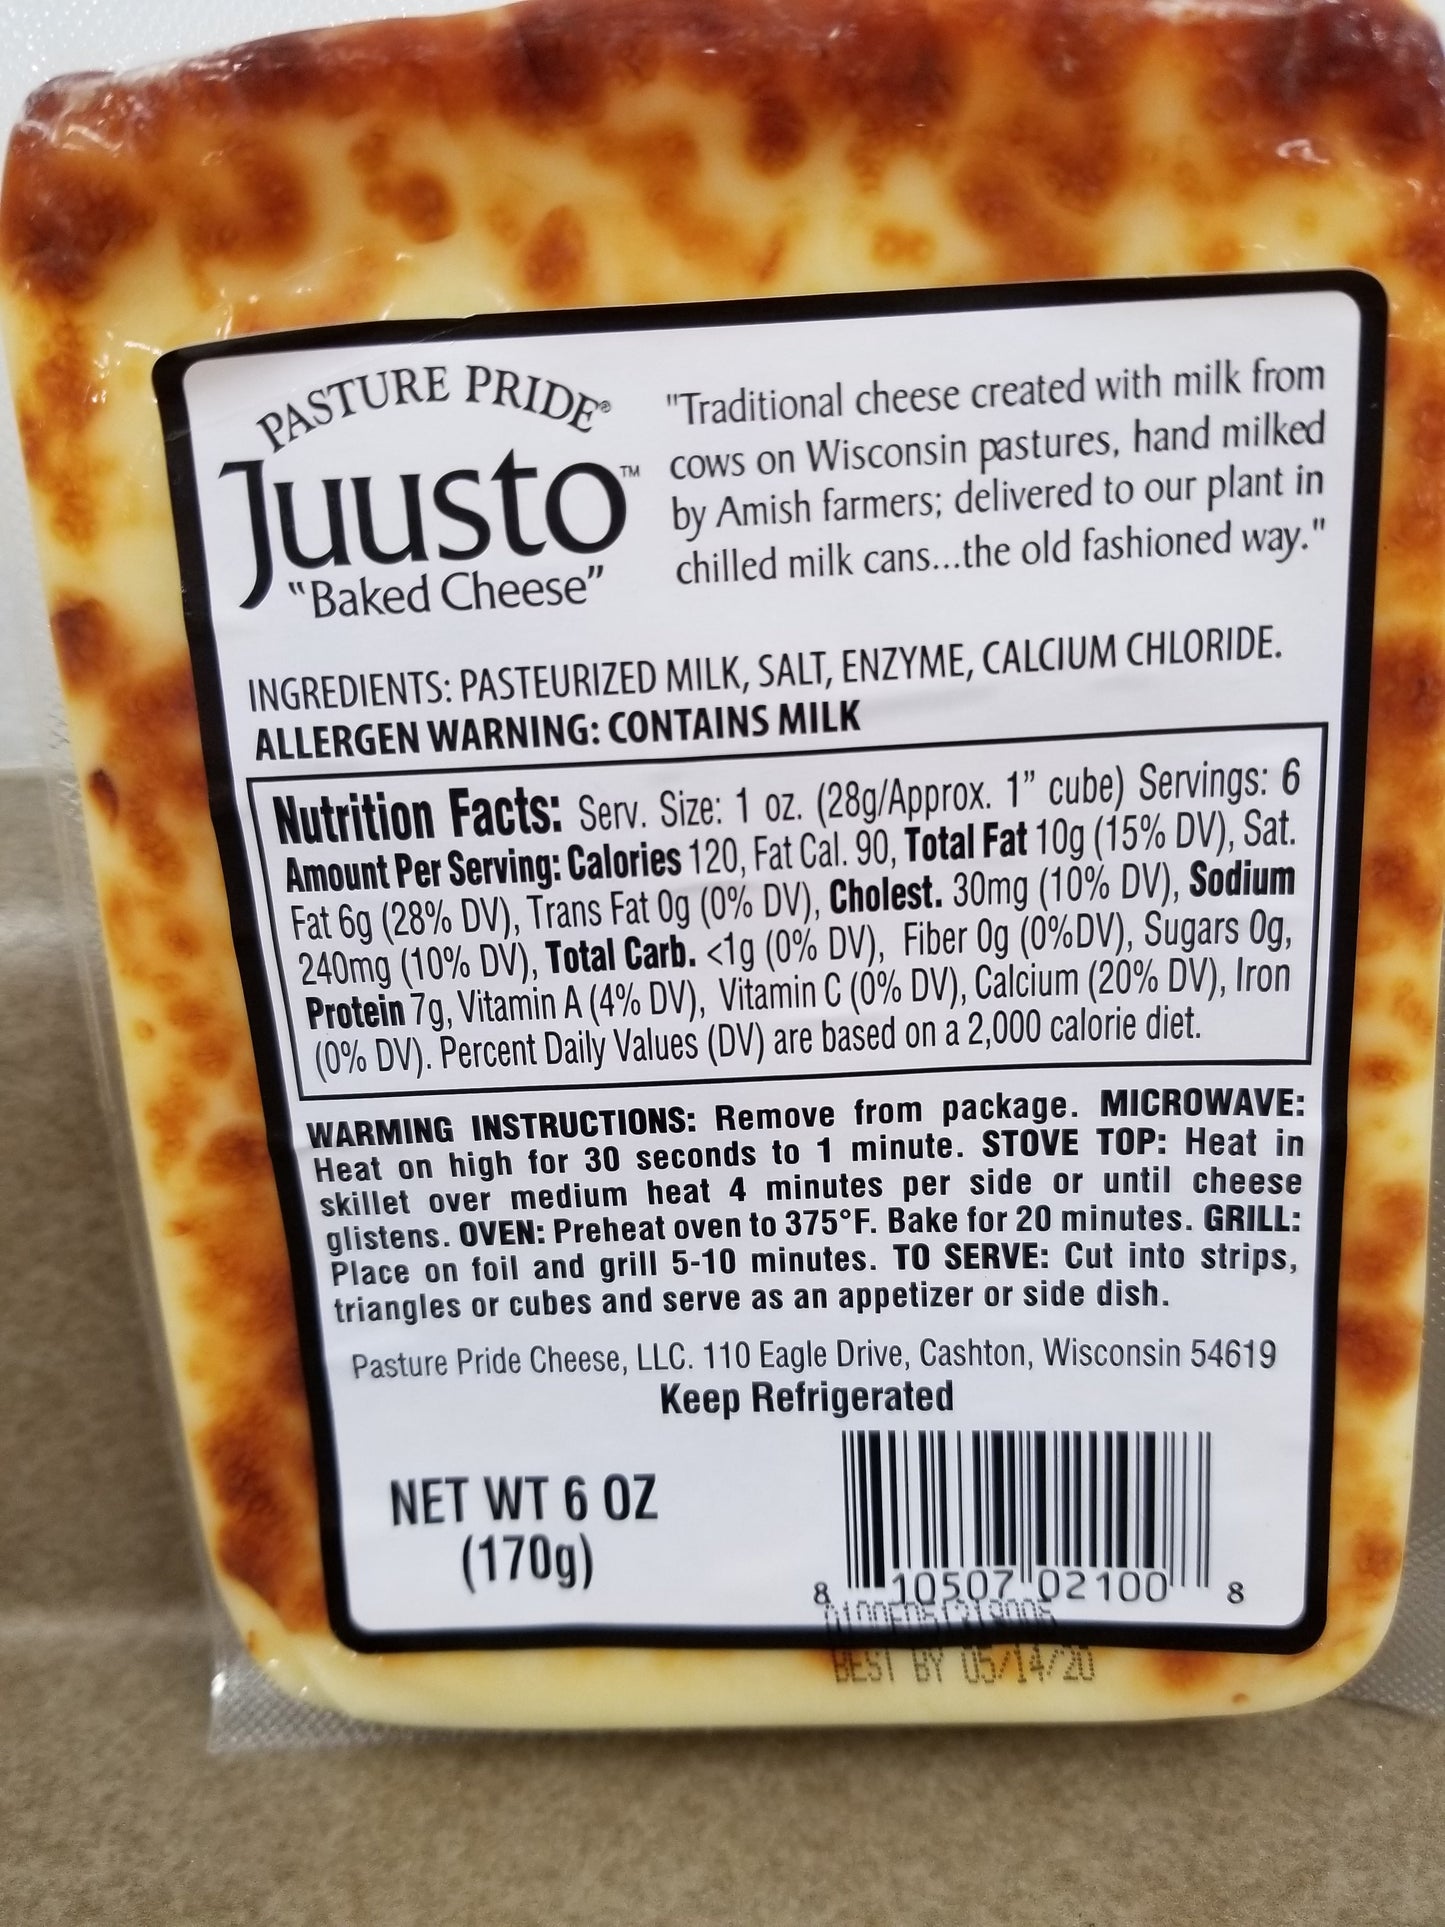 PASTURE PRIDE®
Juusto™
"Baked Cheese"
"Traditional cheese created with milk from
cows on Wisconsin pastures, hand milked
by Amish farmers; delivered to our plant in
chilled milk cans...the old fashioned way."
INGREDIENTS: PASTEURIZED MILK, SALT, ENZYME, CALCIUM CHLORIDE.
ALLERGEN WARNING: CONTAINS MILK
Nutrition Facts: Serv. Size: 1 oz. (28g/Approx. 1" cube) Servings: 6
Amount Per Serving: Calories 120, Fat Cal. 90, Total Fat 10g (15% DV), Sat.
Fat 6g (28% DV), Trans Fat 0g (0% DV), Cholest. 30mg (10% DV), Sodium
240mg (10% DV), Total Carb. <1g (0% DV), Fiber 0g (0%DV), Sugars 0g,
Protein 7g, Vitamin A (4% DV), Vitamin C (0% DV), Calcium (20% DV), Iron
(0% DV). Percent Daily Values (DV) are based on a 2,000 calorie diet.
WARMING INSTRUCTIONS: Remove from package. MICROWAVE:
Heat on high for 30 seconds to 1 minute. STOVE TOP: Heat in
skillet over medium heat 4 minutes per side or until cheese
glistens. OVEN: Preheat oven to 375°F. Bake for 20 minutes. GRILL:
Place on foil and grill 5-10 minutes. TO SERVE: Cut into strips,
triangles or cubes and serve as an appetizer or side dish.
Pasture Pride Cheese, LLC. 110 Eagle Drive, Cashton, Wisconsin 54619
Keep Refrigerated
NET WT 6 OZ
(170g)
8 10507 02100 8
BEST BY 05/14/20